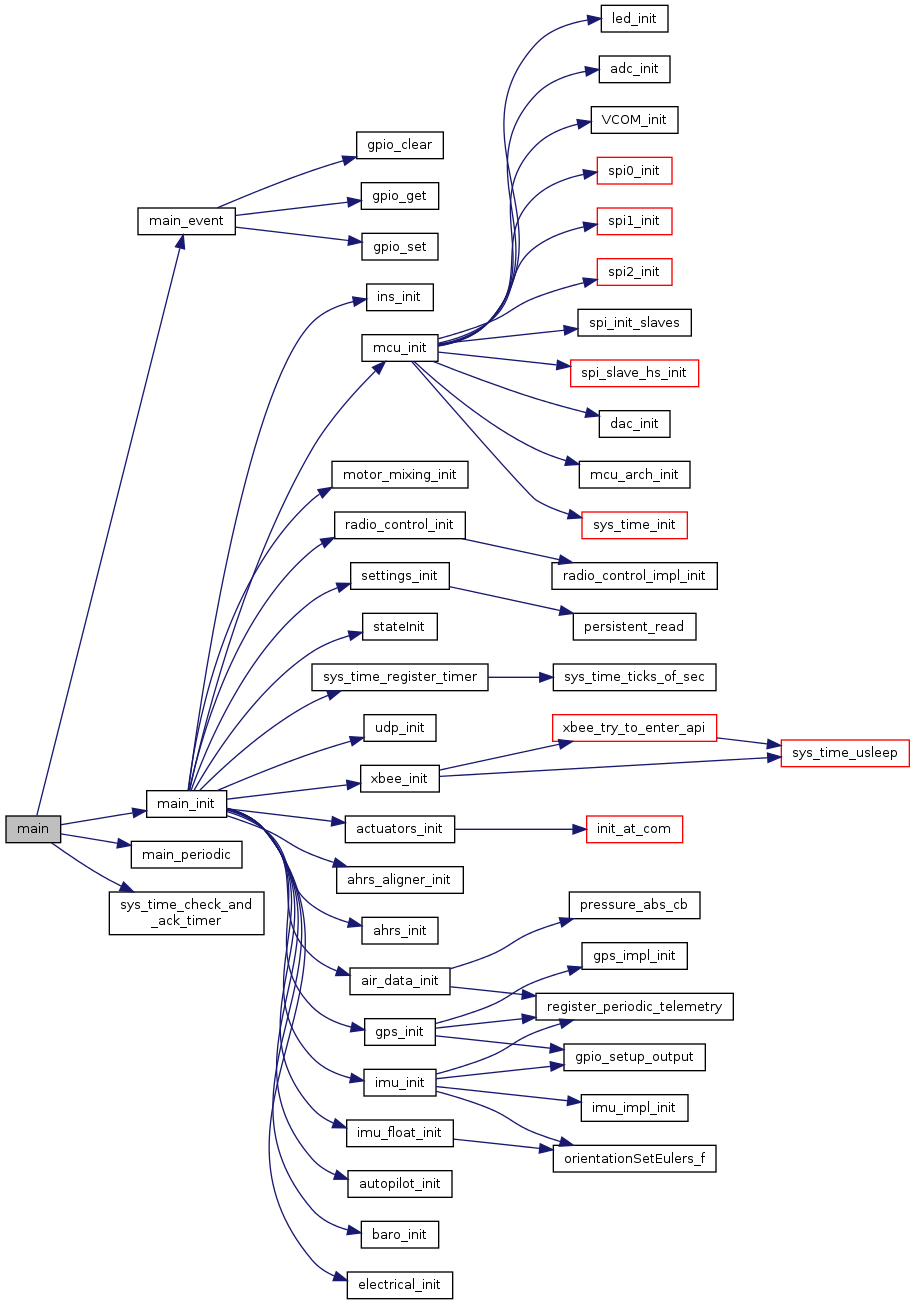 led_init
adc_init
VCOM_init
gpio_clear
spi0_init
gpio_get
main_event
spi1_init
gpio_set
spi2_init
ins_init
spi_init_slaves
mcu_init
spi_slave_hs_init
dac_init
motor_mixing_init
mcu_arch_init
radio_control_init
sys_time_init
settings_init
radio_control_impl_init
stateInit
persistent_read
sys_time_register_timer
sys_time_ticks_of_sec
udp_init
xbee_try_to_enter_api
sys_time_usleep
xbee_init
main_init
main
actuators_init
init_at_com
main_periodic
ahrs_aligner_init
sys_time_check_and
_ack_timer
pressure_abs_cb
ahrs_init
gps_impl_init
air_data_init
register_periodic_telemetry
gps_init
gpio_setup_output
imu_init
imu_impl_init
imu_float_init
orientationSetEulers_f
autopilot_init
baro_init
electrical_init